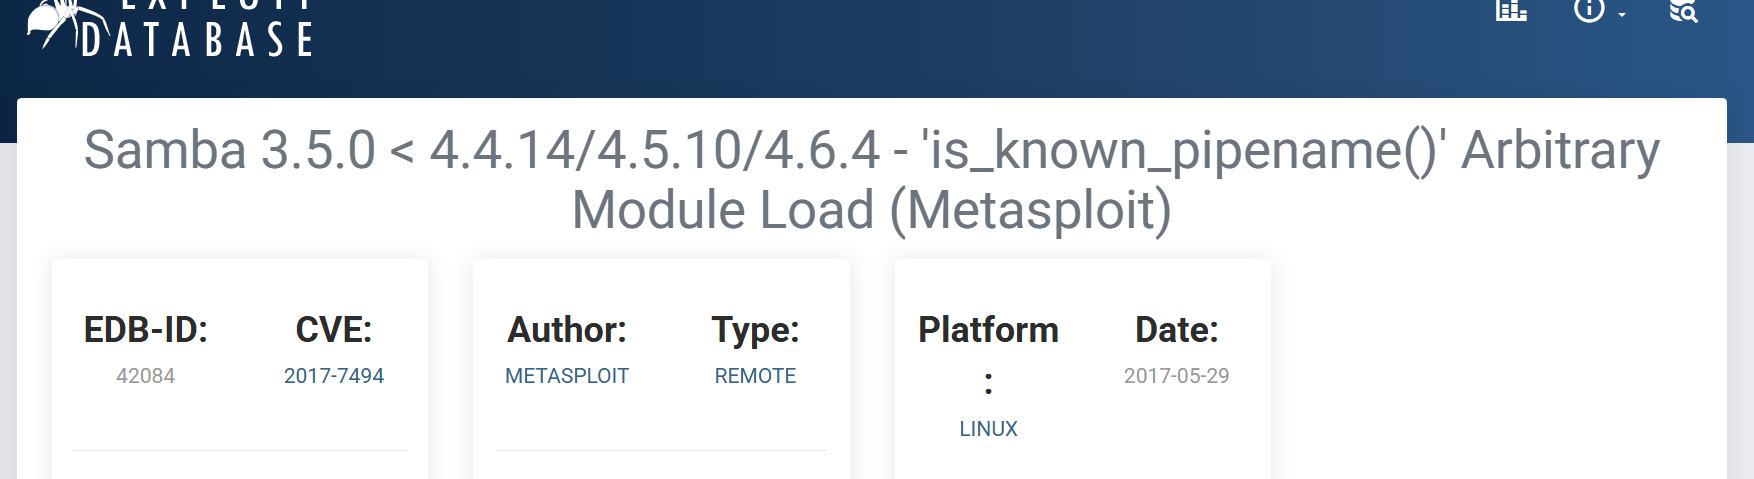 EXPLOIT
DATABASE
Samba 3.5.0 < 4.4.14/4.5.10/4.6.4 - 'is_known_pipename()' Arbitrary
Module Load (Metasploit)
EDB-ID:
42084
CVE:
2017-7494
Author:
METASPLOIT
Type:
REMOTE
Platform
:
LINUX
Date:
2017-05-29